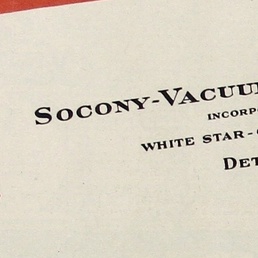 SOCONY-VACUU
INCORP
WHITE STAR-
DET